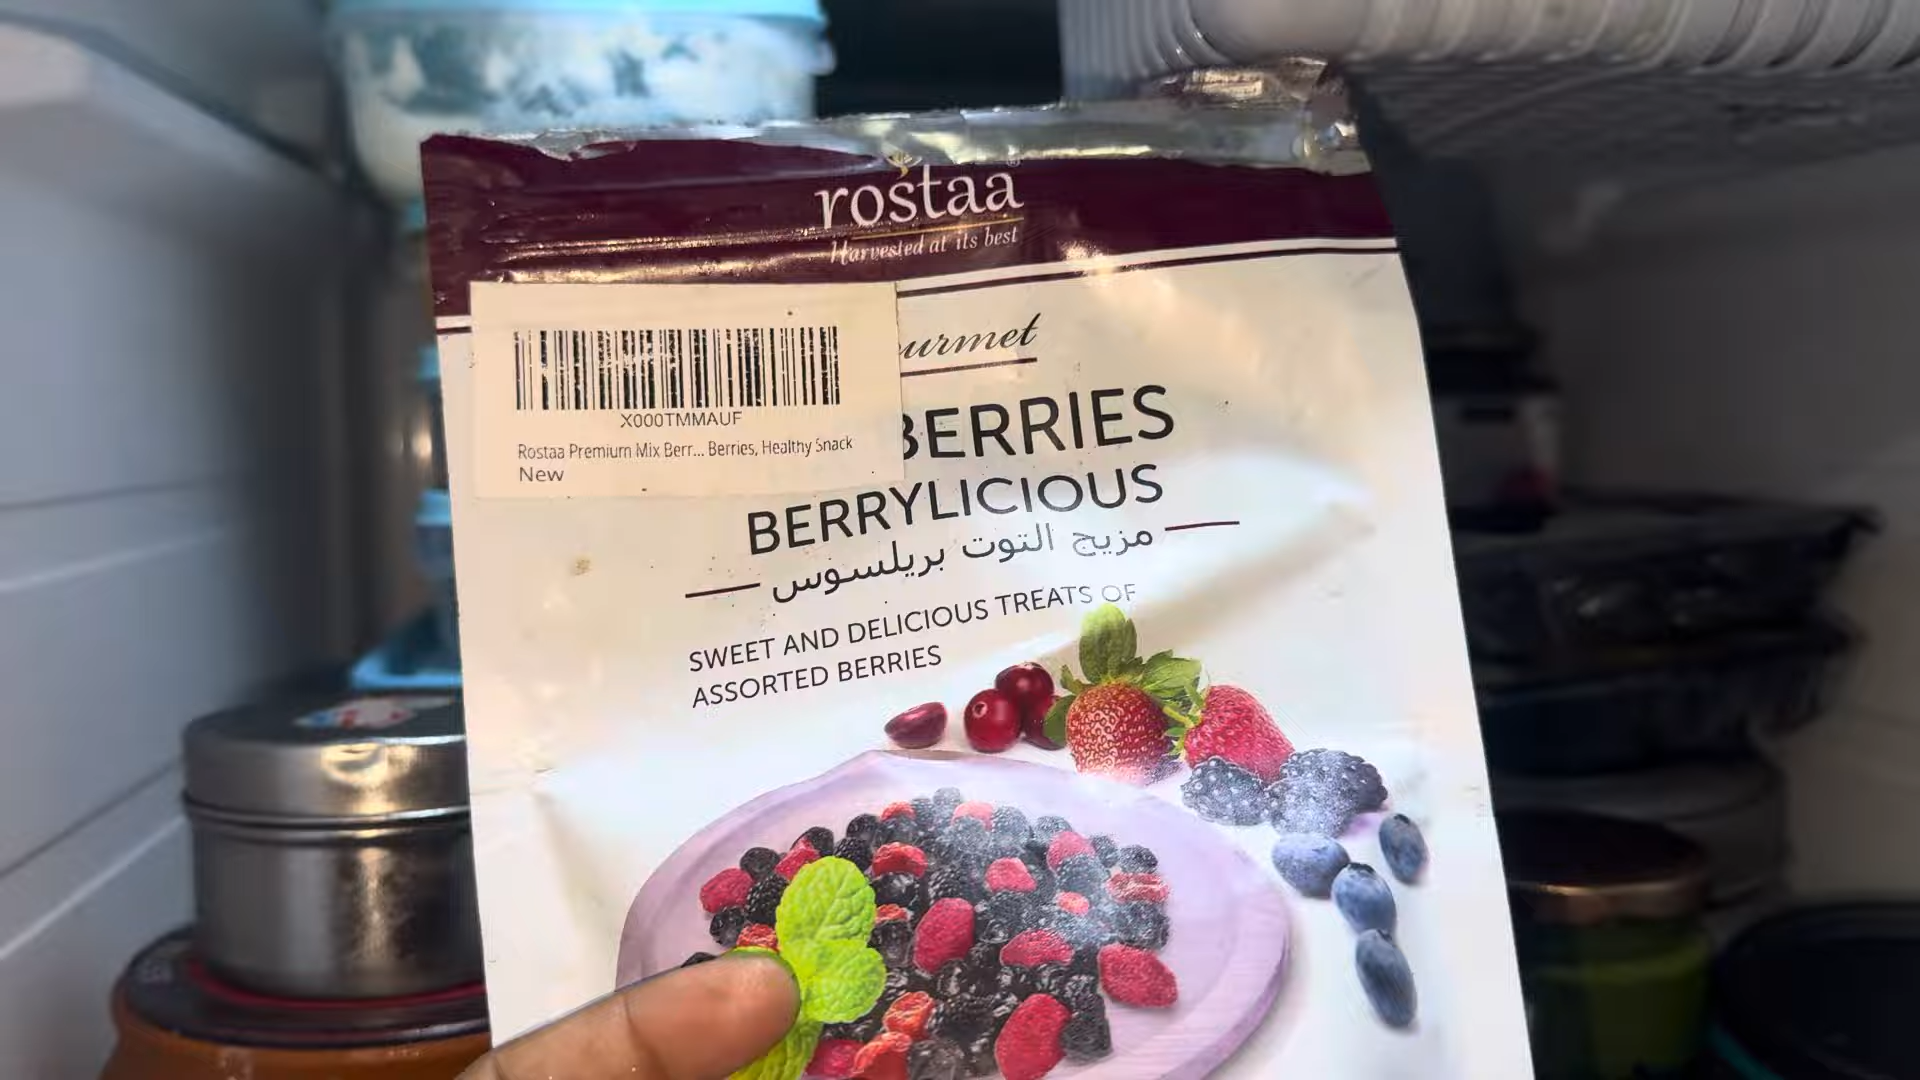 rostaa
Harvested at its best
X000TMMAUF
Rostaa Premium Mix Berr... Berries, Healthy Snack
New
BERRIES
BERRYLICIOUS
مزيج التوت بريلسوس
SWEET AND DELICIOUS TREATS OF
ASSORTED BERRIES